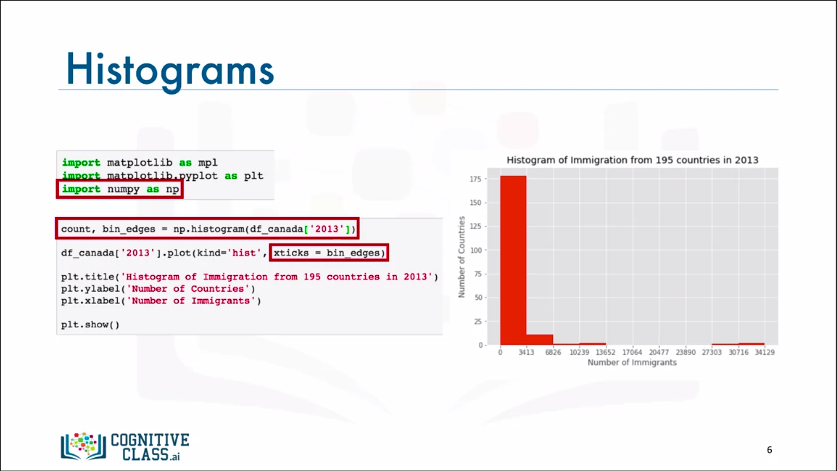 Histograms
import matplotlib as mpl
import matplotlib.pyplot as plt
import numpy as np
count, bin_edges = np.histogram(df_canada['2013'])
df_canada['2013'].plot(kind='hist', xticks = bin_edges)
plt.title('Histogram of Immigration from 195 countries in 2013')
plt.ylabel('Number of Countries')
plt.xlabel('Number of Immigrants')
plt.show()
Histogram of Immigration from 195 countries in 2013
Number of Countries
175
150
125
100
75
50
25
0
0 3413 6826 10239 13652 17064 20477 23890 27303 30716 34129
Number of Immigrants
COGNITIVE
CLASS.ai
6